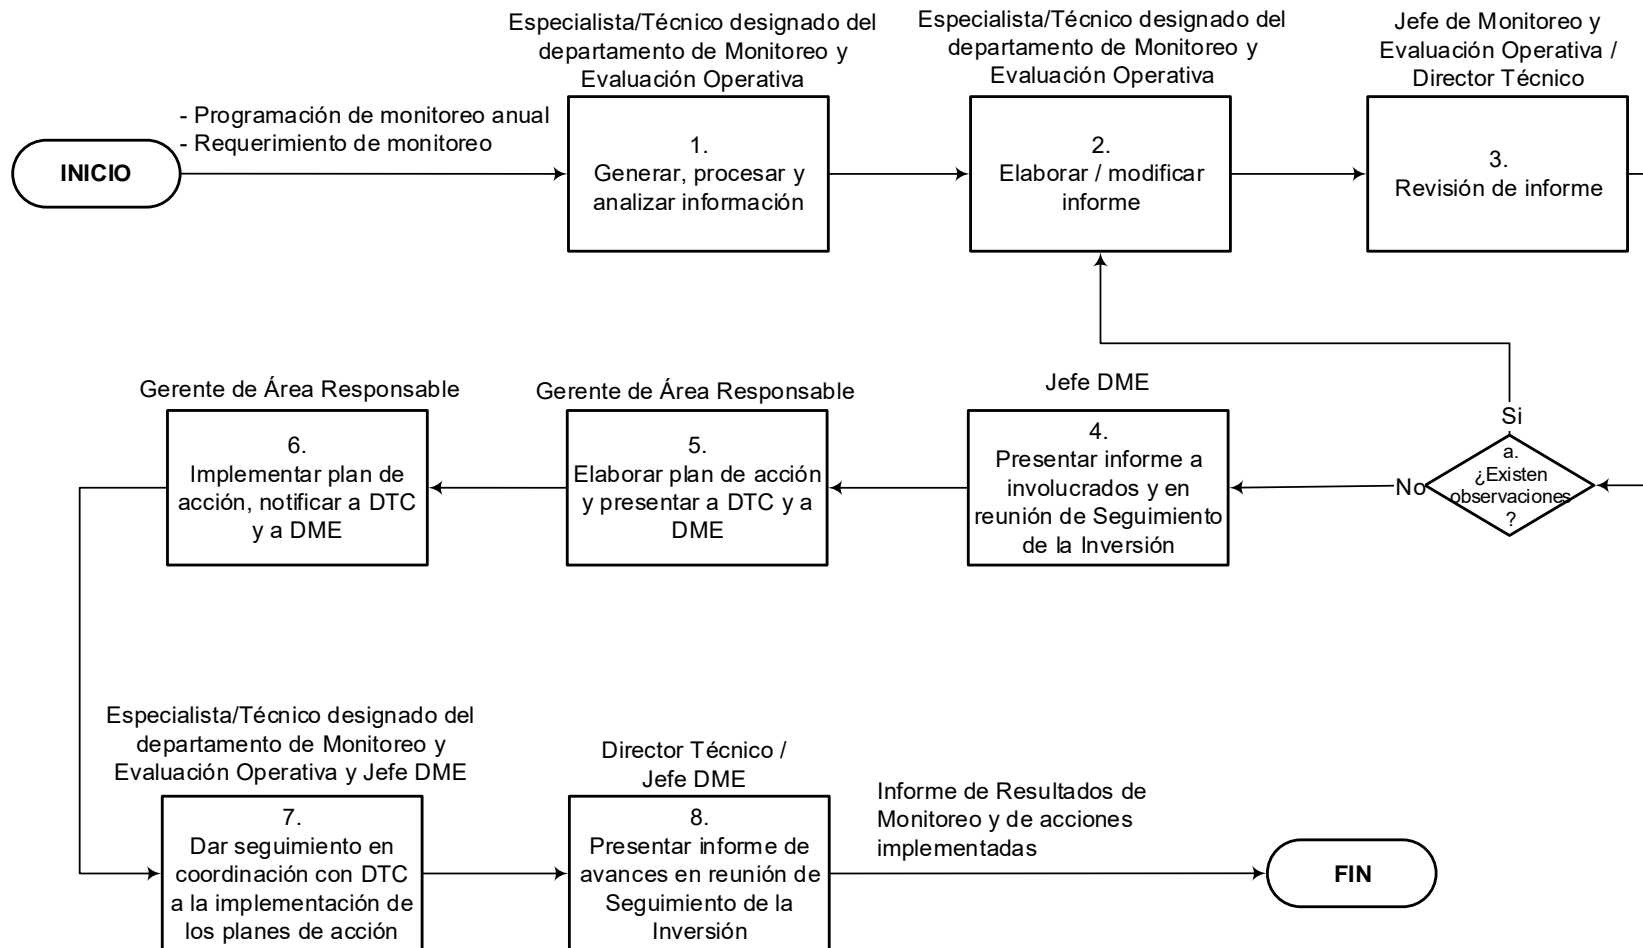 INICIO
- Programación de monitoreo anual
- Requerimiento de monitoreo
Especialista/Técnico designado del
departamento de Monitoreo y
Evaluación Operativa
1.
Generar, procesar y
analizar información
Especialista/Técnico designado del
departamento de Monitoreo y
Evaluación Operativa
2.
Elaborar / modificar
informe
Jefe de Monitoreo y
Evaluación Operativa /
Director Técnico
3.
Revisión de informe
Si
a.
¿Existen
observaciones
?
No
Jefe DME
4.
Presentar informe a
involucrados y en
reunión de Seguimiento
de la Inversión
Gerente de Área Responsable
5.
Elaborar plan de acción
y presentar a DTC y a
DME
Gerente de Área Responsable
6.
Implementar plan de
acción, notificar a DTC
y a DME
Especialista/Técnico designado del
departamento de Monitoreo y
Evaluación Operativa y Jefe DME
7.
Dar seguimiento en
coordinación con DTC
a la implementación de
los planes de acción
Director Técnico /
Jefe DME
8.
Presentar informe de
avances en reunión de
Seguimiento de la
Inversión
Informe de Resultados de
Monitoreo y de acciones
implementadas
FIN